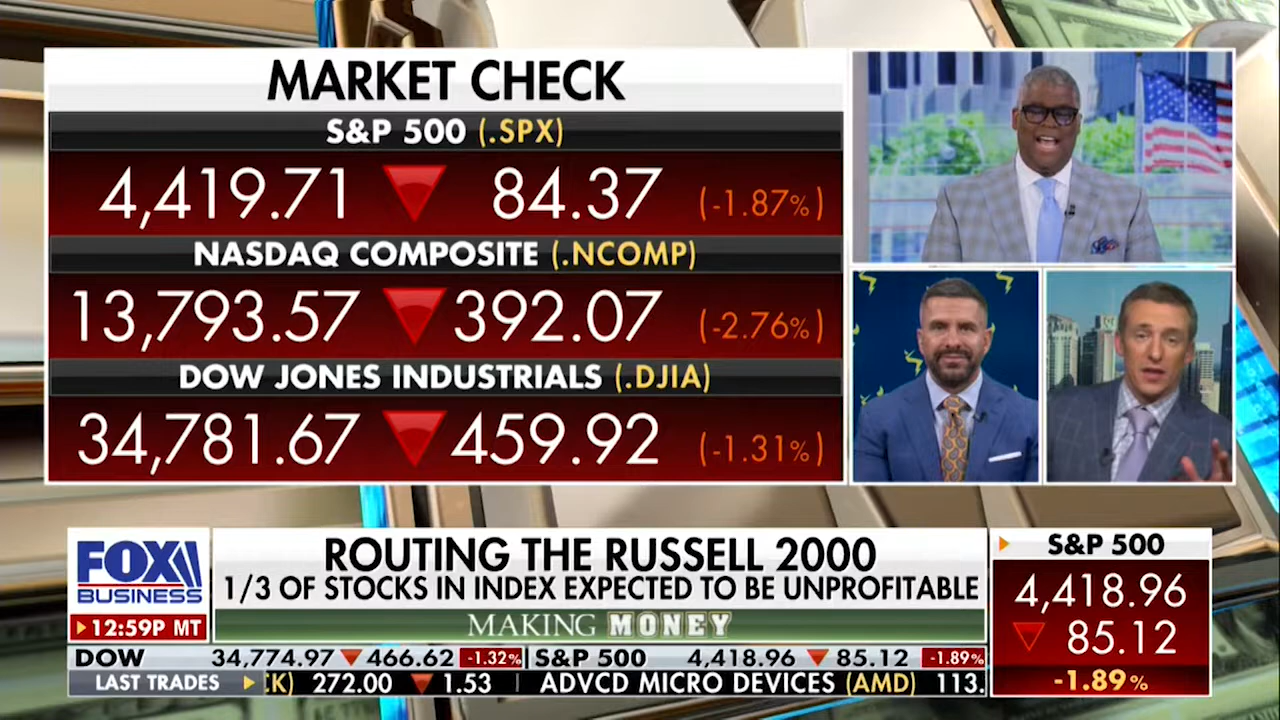 MARKET CHECK
S&P 500 (.SPX)
4,419.71 ▼ 84.37 (-1.87%)
NASDAQ COMPOSITE (.NCOMP)
13,793.57 ▼ 392.07 (-2.76%)
DOW JONES INDUSTRIALS (.DJIA)
34,781.67 ▼ 459.92 (-1.31%)
FOX
BUSINESS
12:59P MT
ROUTING THE RUSSELL 2000
1/3 OF STOCKS IN INDEX EXPECTED TO BE UNPROFITABLE
MAKING MONEY
S&P 500
4,418.96
▼ 85.12
-1.89%
DOW 34,774.97 ▼ 466.62 -1.32% S&P 500 4,418.96 ▼ 85.12 -1.89%
LAST TRADES K) 272.00 ▼ 1.53 ADVCD MICRO DEVICES (AMD) 113.